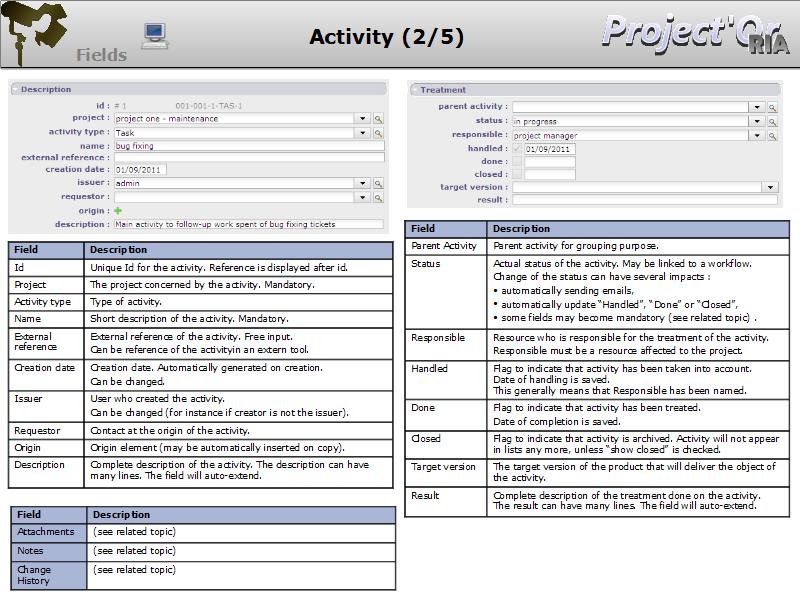 Fields
Activity (2/5)
Project'Or
RIA
Description
id : # 1 001-001-1-TAS-1
project : project one - maintenance
activity type : Task
name : bug fixing
external reference :
creation date : 01/09/2011
issuer : admin
requestor :
origin :
description : Main activity to follow-up work spent of bug fixing tickets
Field Description
Id Unique Id for the activity. Reference is displayed after id.
Project The project concerned by the activity. Mandatory.
Activity type Type of activity.
Name Short description of the activity. Mandatory.
External reference External reference of the activity. Free input.
Can be reference of the activityin an extern tool.
Creation date Creation date. Automatically generated on creation.
Can be changed.
Issuer User who created the activity.
Can be changed (for instance if creator is not the issuer).
Requestor Contact at the origin of the activity.
Origin Origin element (may be automatically inserted on copy).
Description Complete description of the activity. The description can have
many lines. The field will auto-extend.
Field Description
Attachments (see related topic)
Notes (see related topic)
Change History (see related topic)
Treatment
parent activity :
status : in progress
responsible : project manager
handled : 01/09/2011
done :
closed :
target version :
result :
Field Description
Parent Activity Parent activity for grouping purpose.
Status Actual status of the activity. May be linked to a workflow.
Change of the status can have several impacts :
• automatically sending emails,
• automatically update “Handled”, “Done” or “Closed”,
• some fields may become mandatory (see related topic) .
Responsible Resource who is responsible for the treatment of the activity.
Responsible must be a resource affected to the project.
Handled Flag to indicate that activity has been taken into account.
Date of handling is saved.
This generally means that Responsible has been named.
Done Flag to indicate that activity has been treated.
Date of completion is saved.
Closed Flag to indicate that activity is archived. Activity will not appear
in lists any more, unless “show closed” is checked.
Target version The target version of the product that will deliver the object of
the activity.
Result Complete description of the treatment done on the activity.
The result can have many lines. The field will auto-extend.